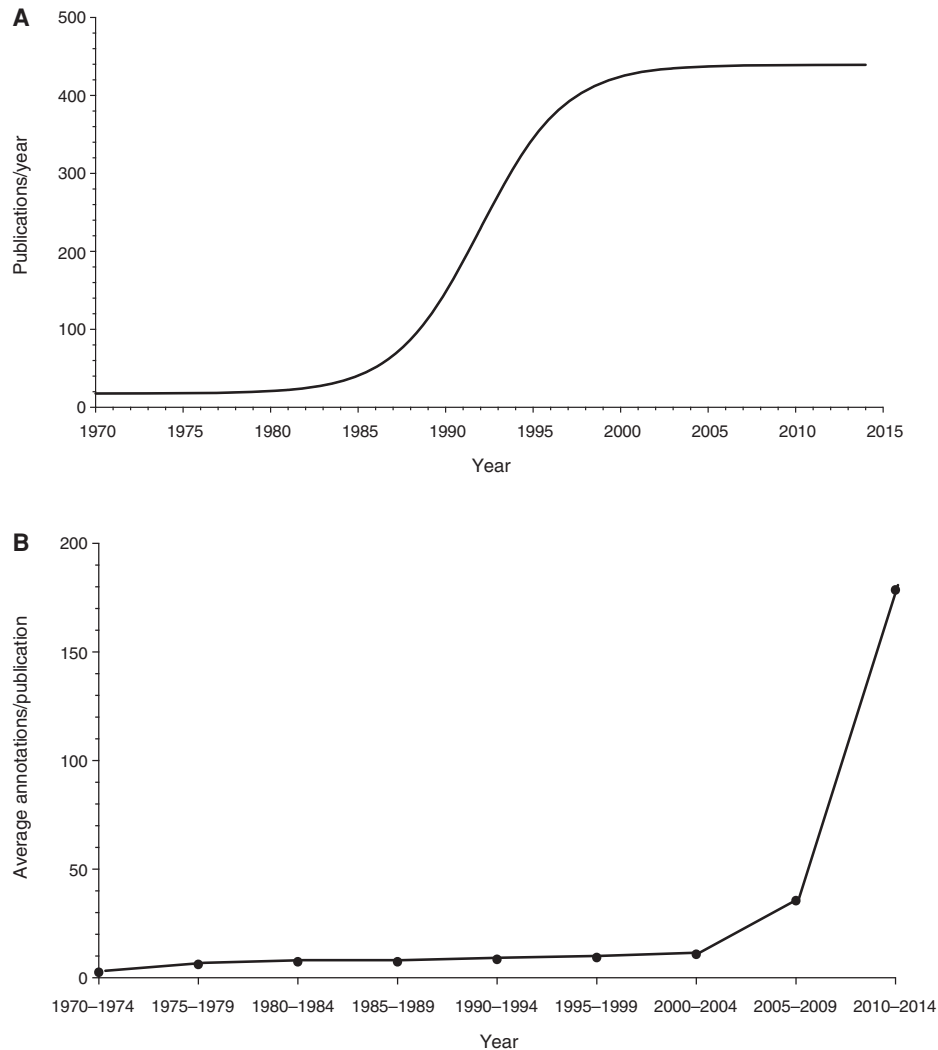 A
500
400
300
200
100
0
Publications/year
1970 1975 1980 1985 1990 1995 2000 2005 2010 2015
Year
B
200
150
100
50
0
Average annotations/publication
1970–1974 1975–1979 1980–1984 1985–1989 1990–1994 1995–1999 2000–2004 2005–2009 2010–2014
Year